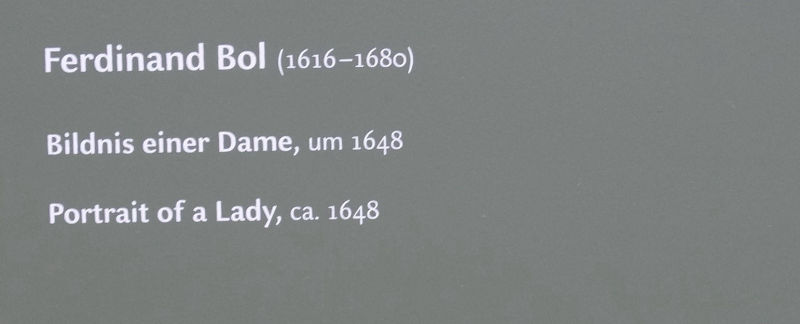 Ferdinand Bol (1616–1680)
Bildnis einer Dame, um 1648
Portrait of a Lady, ca. 1648